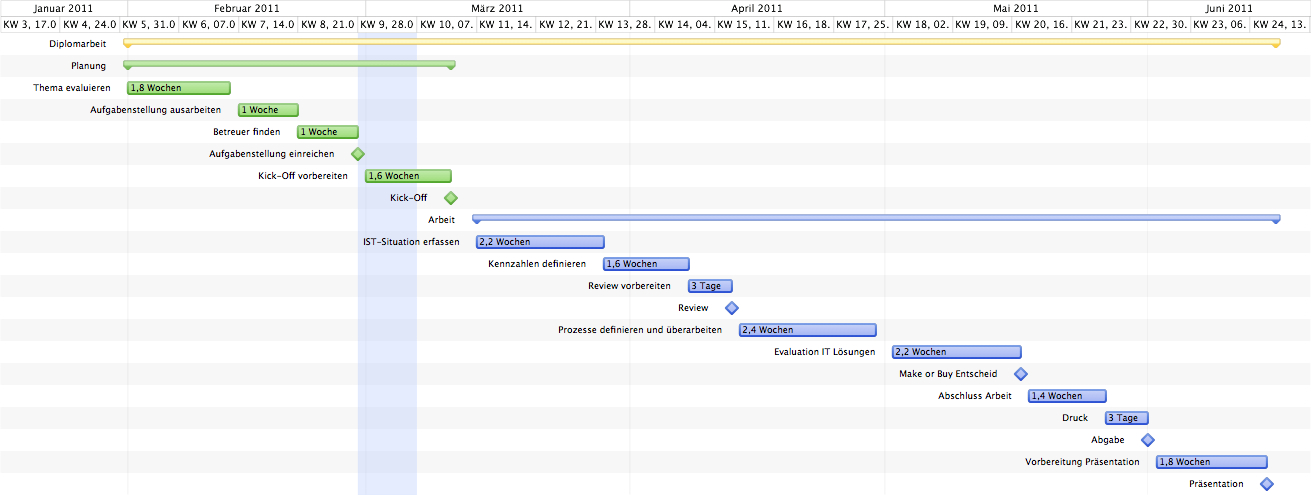 Januar 2011 Februar 2011 März 2011 April 2011 Mai 2011 Juni 2011
KW 3, 17.0 KW 4, 24.0 KW 5, 31.0 KW 6, 07.0 KW 7, 14.0 KW 8, 21.0 KW 9, 28.0 KW 10, 07. KW 11, 14. KW 12, 21. KW 13, 28. KW 14, 04. KW 15, 11. KW 16, 18. KW 17, 25. KW 18, 02. KW 19, 09. KW 20, 16. KW 21, 23. KW 22, 30. KW 23, 06. KW 24, 13.
Diplomarbeit
Planung
Thema evaluieren 1,8 Wochen
Aufgabenstellung ausarbeiten 1 Woche
Betreuer finden 1 Woche
Aufgabenstellung einreichen
Kick-Off vorbereiten 1,6 Wochen
Kick-Off
Arbeit
IST-Situation erfassen 2,2 Wochen
Kennzahlen definieren 1,6 Wochen
Review vorbereiten 3 Tage
Review
Prozesse definieren und überarbeiten 2,4 Wochen
Evaluation IT Lösungen 2,2 Wochen
Make or Buy Entscheid
Abschluss Arbeit 1,4 Wochen
Druck 3 Tage
Abgabe
Vorbereitung Präsentation 1,8 Wochen
Präsentation